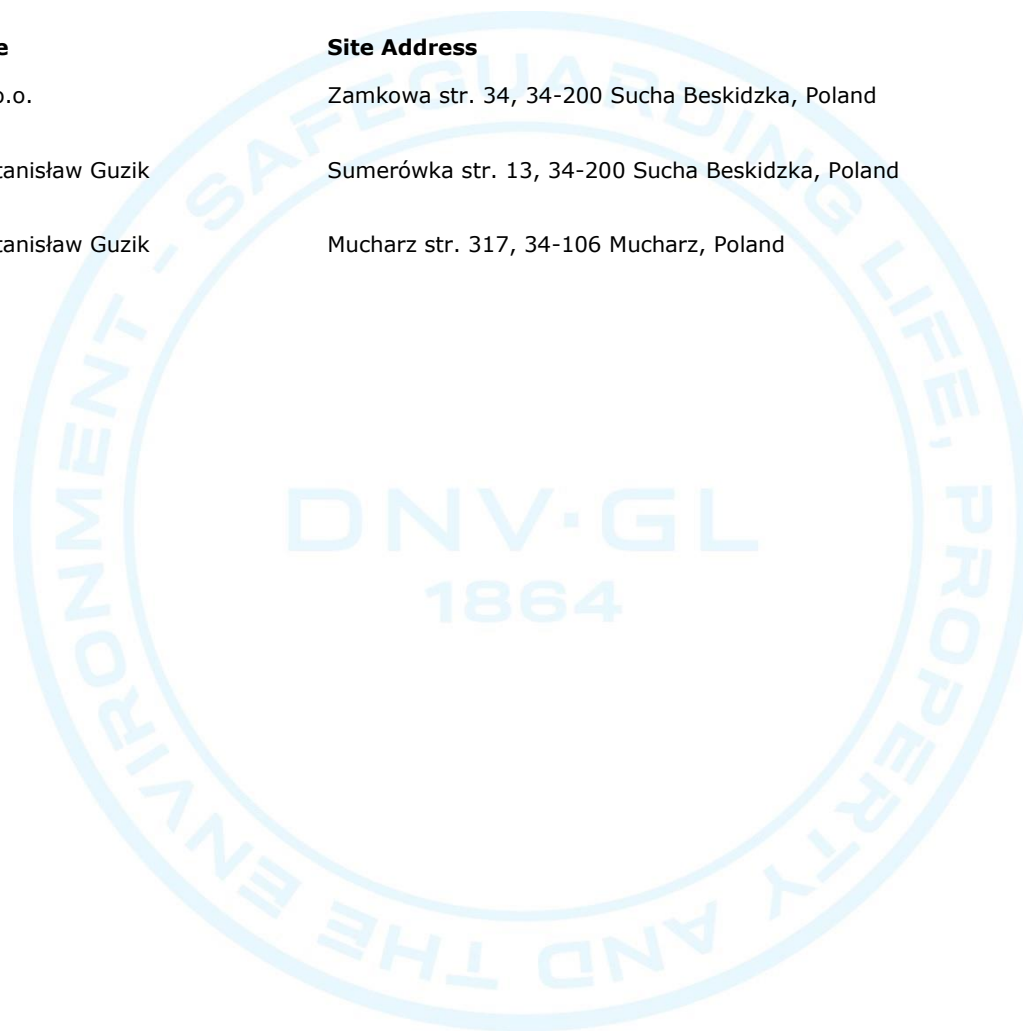 e Site Address
o.o. Zamkowa str. 34, 34-200 Sucha Beskidzka, Poland
tanisław Guzik Sumerówka str. 13, 34-200 Sucha Beskidzka, Poland
tanisław Guzik Mucharz str. 317, 34-106 Mucharz, Poland
SAFEGUARDING LIFE, PROPERTY AND THE ENVIRONMENT -
DNV·GL
1864